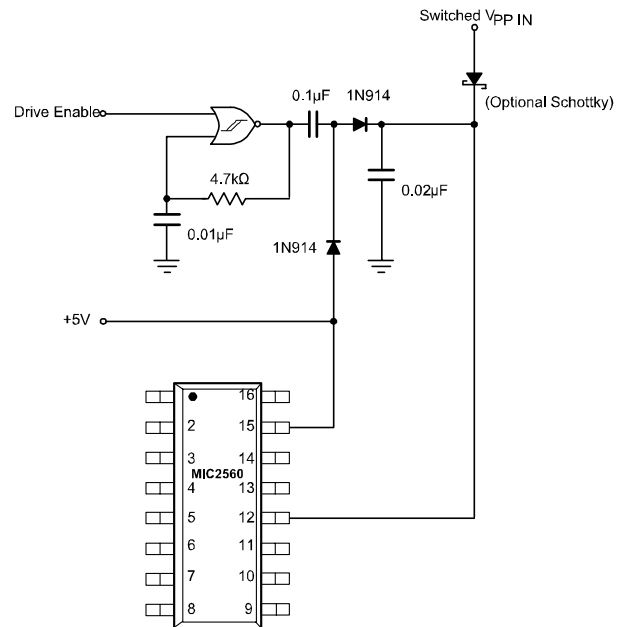 Switched VPP IN
(Optional Schottky)
0.1µF
1N914
Drive Enable
4.7kΩ
0.02µF
0.01µF
1N914
+5V
16
2
15
3
14
MIC2560
4
13
5
12
6
11
7
10
8
9